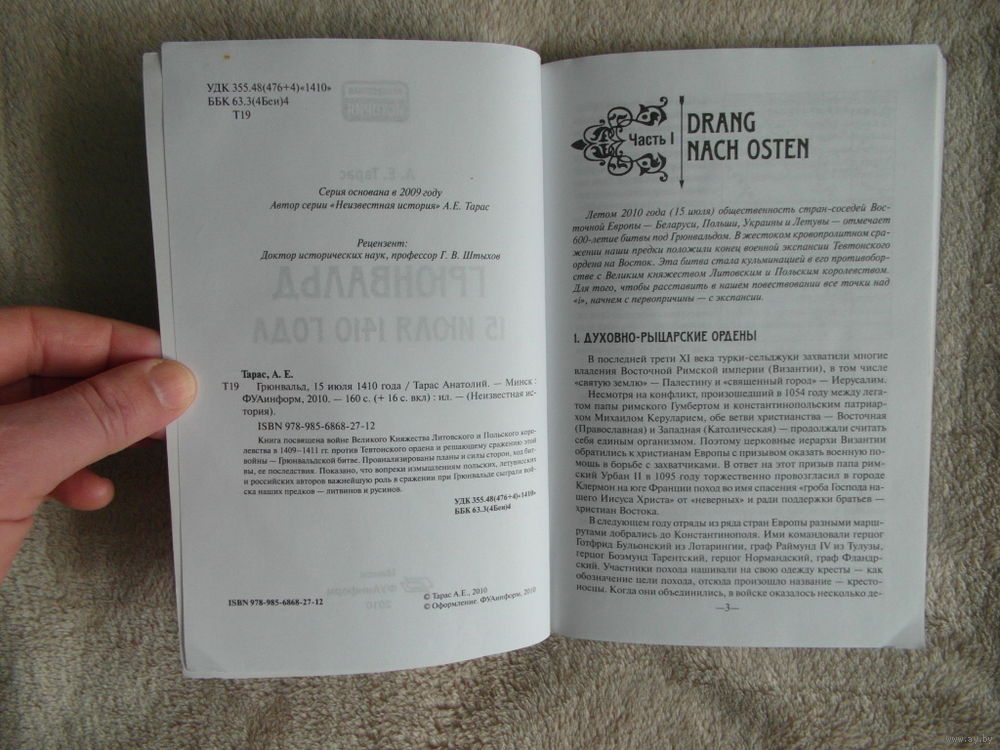 УДК 355.48(476+4)«1410»
ББК 63.3(4Беи)4
Т19
Серия основана в 2009 году
Автор серии «Неизвестная история» А.Е. Тарас
Рецензент:
Доктор исторических наук, профессор Г. В. Штыхов
Тарас, А. Е.
Т19 Грюнвальд, 15 июля 1410 года / Тарас Анатолий. — Минск :
ФУАинформ, 2010. — 160 с. (+ 16 с. вкл) : ил. — (Неизвестная ис-
тория).
ISBN 978-985-6868-27-12
Книга посвящена войне Великого Княжества Литовского и Польского коро-
левства в 1409–1411 гг. против Тевтонского ордена и решающему сражению этой
войны — Грюнвальдской битве. Проанализированы планы и силы сторон, ход бит-
вы, ее последствия. Показано, что вопреки измышлениям польских, летувисских
и российских авторов важнейшую роль в сражении при Грюнвальде сыграли вой-
ска наших предков — литвинов и русинов.
УДК 355.48(476+4)«1410»
ББК 63.3(4Беи)4
ISBN 978-985-6868-27-12
© Тарас А.Е., 2010
© Оформление. ФУАинформ, 2010
Часть I
DRANG
NACH OSTEN
Летом 2010 года (15 июля) общественность стран-соседей Вос-
точной Европы — Беларуси, Польши, Украины и Летувы — отмечает
600-летие битвы под Грюнвальдом. В жестоком кровопролитном сра-
жении наши предки положили конец военной экспансии Тевтонского
ордена на Восток. Эта битва стала кульминацией в его противобор-
стве с Великим княжеством Литовским и Польским королевством.
Для того, чтобы расставить в нашем повествовании все точки над
«i», начнем с первопричины — с экспансии.
1. ДУХОВНО-РЫЦАРСКИЕ ОРДЕНЫ
В последней трети XI века турки-сельджуки захватили многие
владения Восточной Римской империи (Византии), в том числе
«святую землю» — Палестину и «священный город» — Иерусалим.
Несмотря на конфликт, произошедший в 1054 году между лега-
том папы римского Гумбертом и константинопольским патриар-
хом Михаилом Керуларием, обе ветви христианства — Восточная
(Православная) и Западная (Католическая) — продолжали считать
себя единым организмом. Поэтому церковные иерархи Византии
обратились к христианам Европы с призывом оказать военную по-
мощь в борьбе с захватчиками. В ответ на этот призыв папа рим-
ский Урбан II в 1095 году торжественно провозгласил в городе
Клермон на юге Франции поход во имя спасения «гроба Господа на-
шего Иисуса Христа» от «неверных» и ради поддержки братьев —
христиан Востока.
В следующем году отряды из ряда стран Европы разными марш-
рутами добрались до Константинополя. Ими командовали герцог
Готфрид Бульонский из Лотарингии, граф Раймунд IV из Тулузы,
герцог Боэмунд Тарентский, герцог Нормандский, граф Фландр-
ский. Участники похода нашивали на свою одежду кресты — как
обозначение цели похода, отсюда произошло название — кресто-
носцы. Когда они объединились, в войске оказалось несколько де-
—3—
www.ay.by